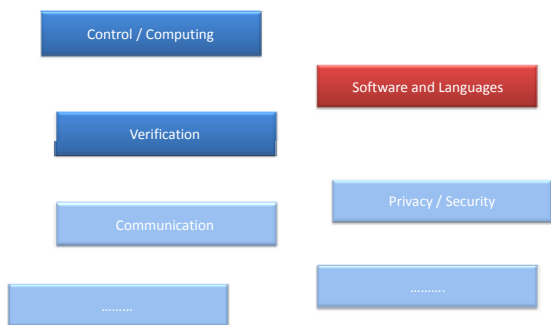 Control / Computing
Software and Languages
Verification
Privacy / Security
Communication
……….
………